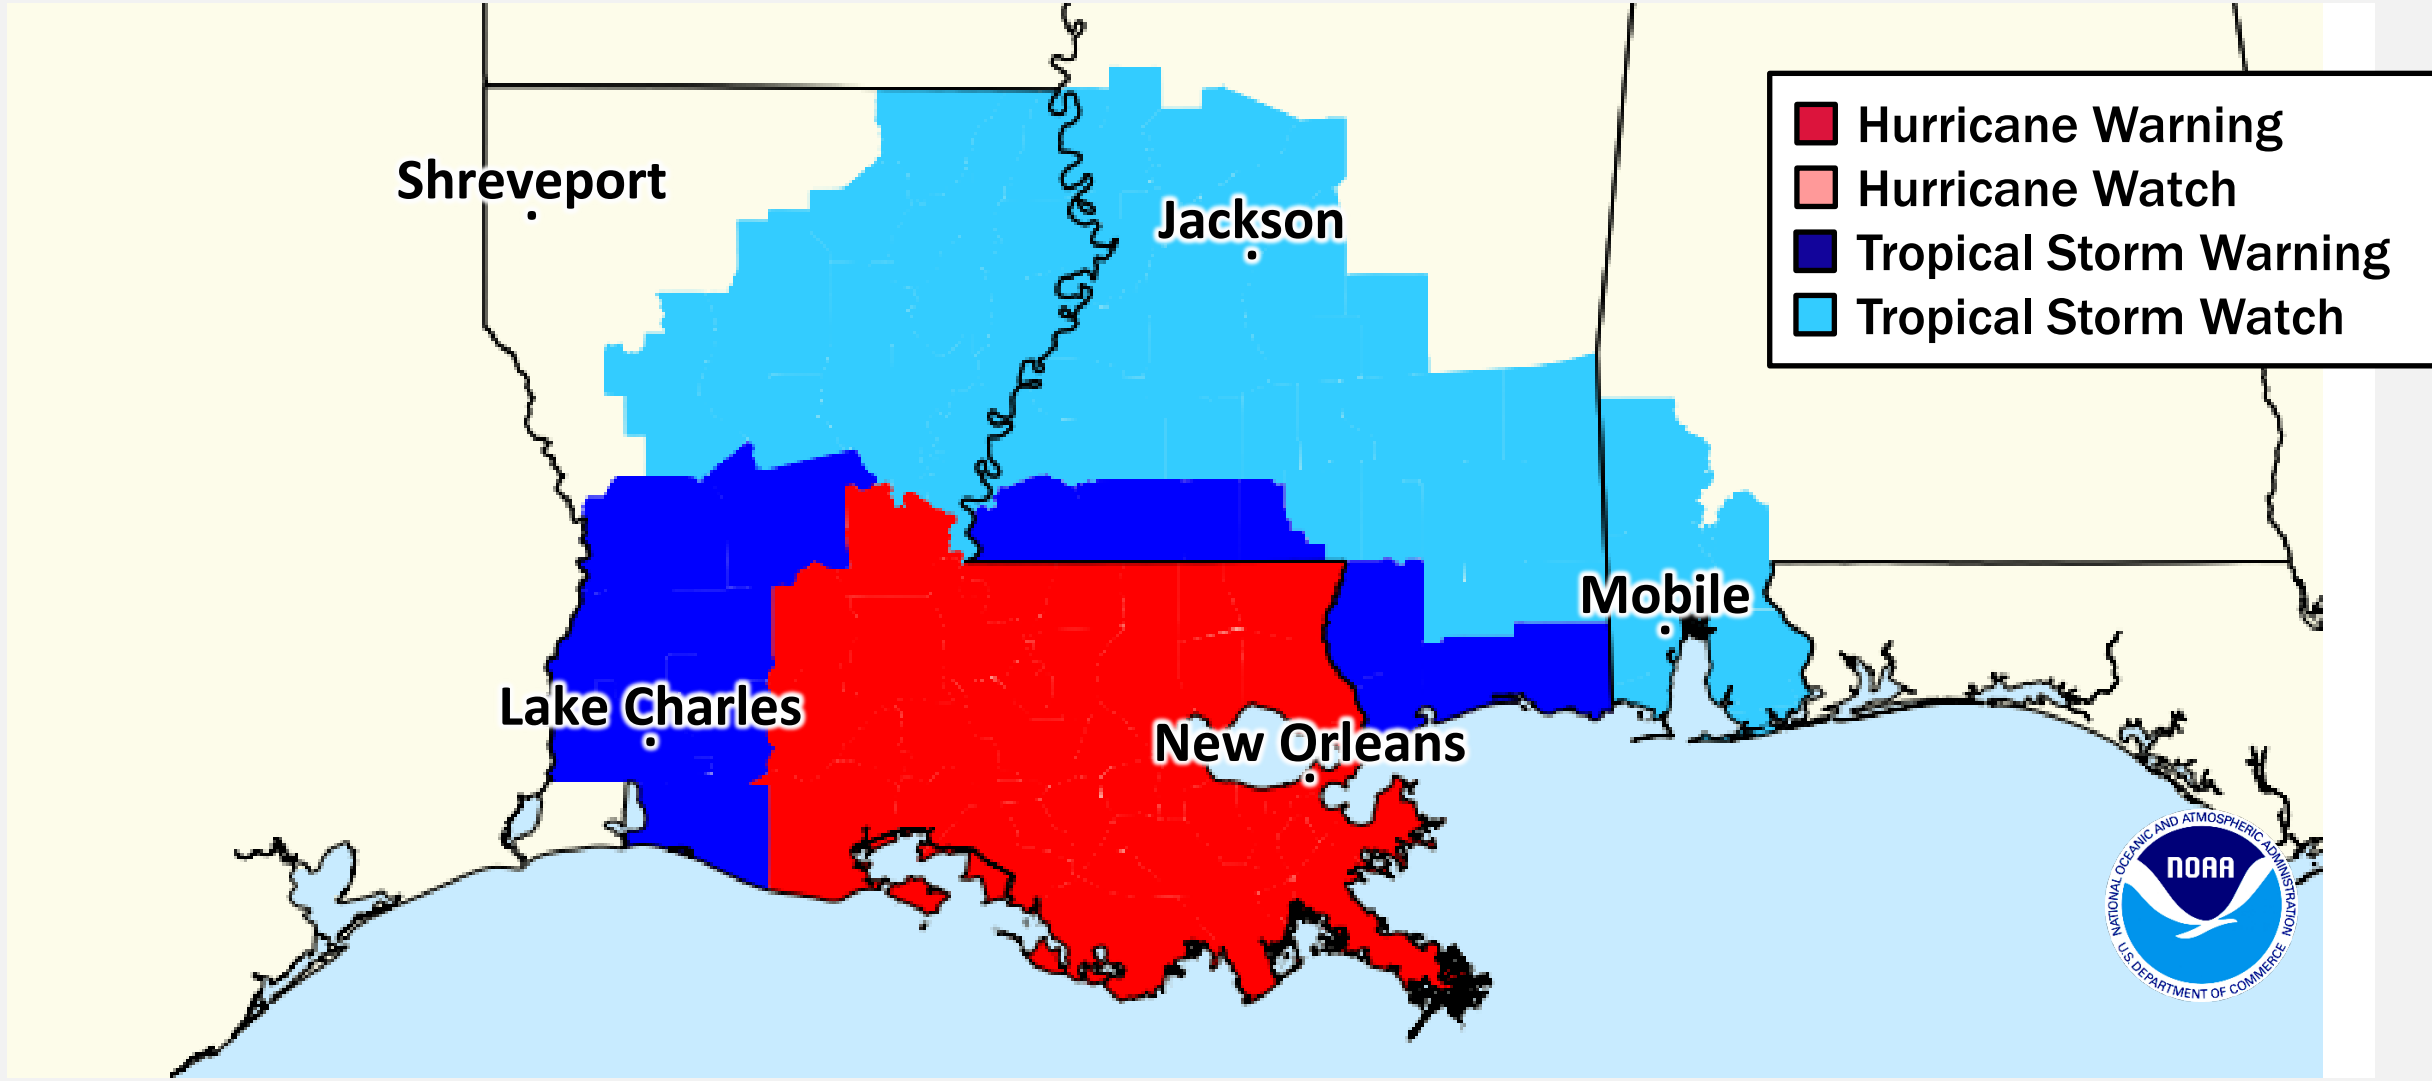 Hurricane Warning
Hurricane Watch
Tropical Storm Warning
Tropical Storm Watch
Shreveport
Jackson
Mobile
Lake Charles
New Orleans
NATIONAL OCEANIC AND ATMOSPHERIC ADMINISTRATION
NOAA
U.S. DEPARTMENT OF COMMERCE